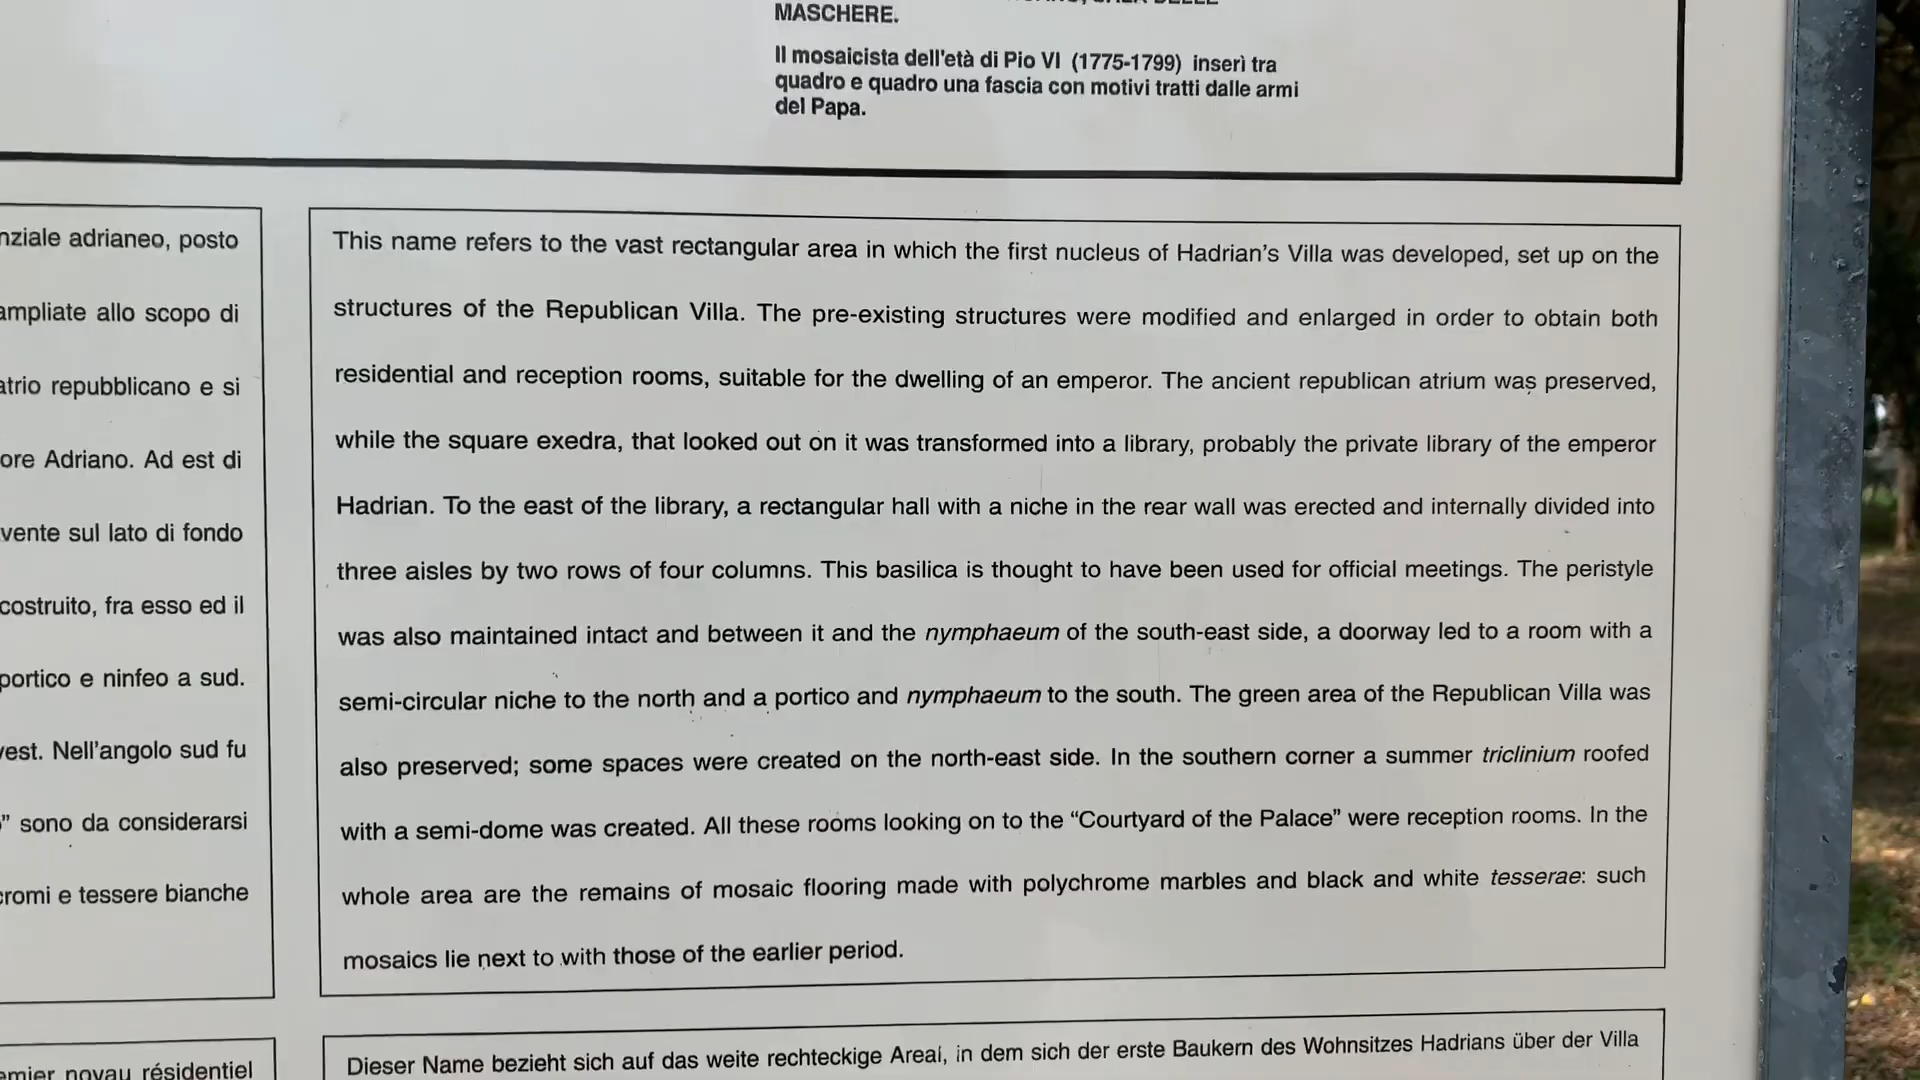 MASCHERE.
Il mosaicista dell'età di Pio VI (1775-1799) inserì tra
quadro e quadro una fascia con motivi tratti dalle armi
del Papa.
adrianeo, posto
ampliate allo scopo di
repubblicano e si
Adriano. Ad est di
sul lato di fondo
costruito, fra esso ed il
portico e ninfeo a sud.
Nell'angolo sud fu
” sono da considerarsi
e tessere bianche
This name refers to the vast rectangular area in which the first nucleus of Hadrian's Villa was developed, set up on the
structures of the Republican Villa. The pre-existing structures were modified and enlarged in order to obtain both
residential and reception rooms, suitable for the dwelling of an emperor. The ancient republican atrium was preserved,
while the square exedra, that looked out on it was transformed into a library, probably the private library of the emperor
Hadrian. To the east of the library, a rectangular hall with a niche in the rear wall was erected and internally divided into
three aisles by two rows of four columns. This basilica is thought to have been used for official meetings. The peristyle
was also maintained intact and between it and the nymphaeum of the south-east side, a doorway led to a room with a
semi-circular niche to the north and a portico and nymphaeum to the south. The green area of the Republican Villa was
also preserved; some spaces were created on the north-east side. In the southern corner a summer triclinium roofed
with a semi-dome was created. All these rooms looking on to the “Courtyard of the Palace” were reception rooms. In the
whole area are the remains of mosaic flooring made with polychrome marbles and black and white tesserae: such
mosaics lie next to with those of the earlier period.
résidentiel
Dieser Name bezieht sich auf das weite rechteckige Areal, in dem sich der erste Baukern des Wohnsitzes Hadrians über der Villa